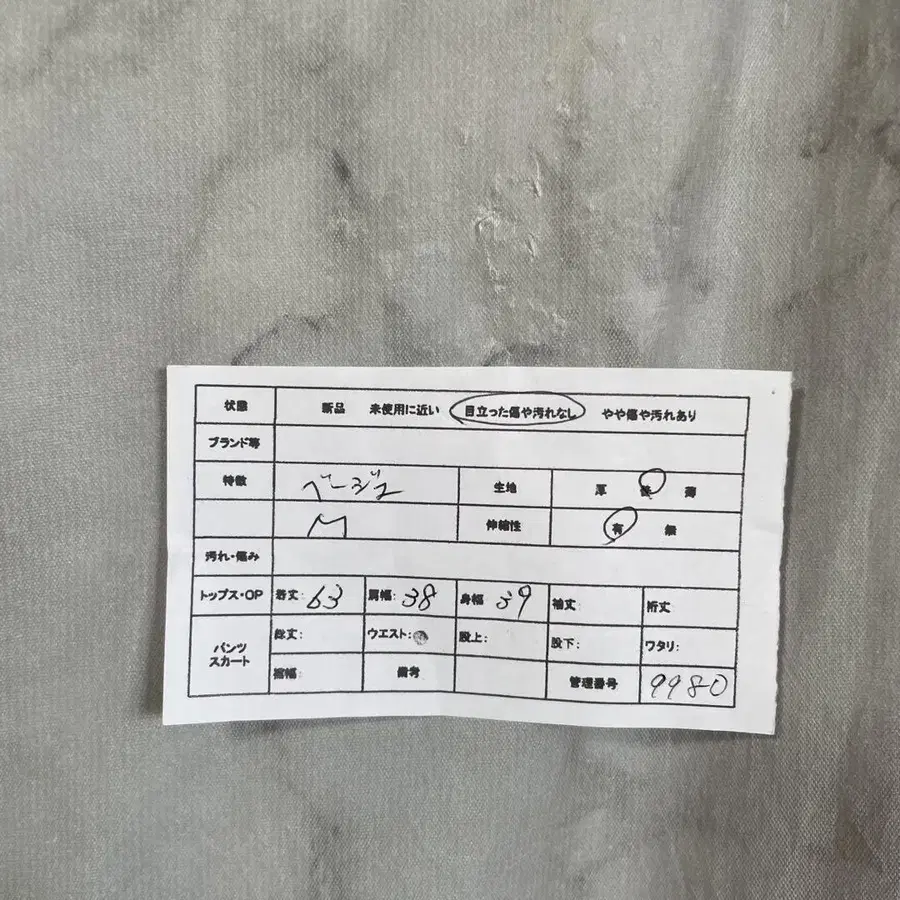 状態 新品 未使用に近い 目立った傷や汚れなし やや傷や汚れあり
ブランド等
特徴 ベージュ 生地 厚 普 薄
M 伸縮性 有 無
汚れ・傷み
トップス・OP 着丈: 63 肩幅: 38 身幅 39 袖丈 裄丈
パンツ スカート 総丈: ウエスト: 股上: 股下: ワタリ:
裾幅: 備考 管理番号 9980